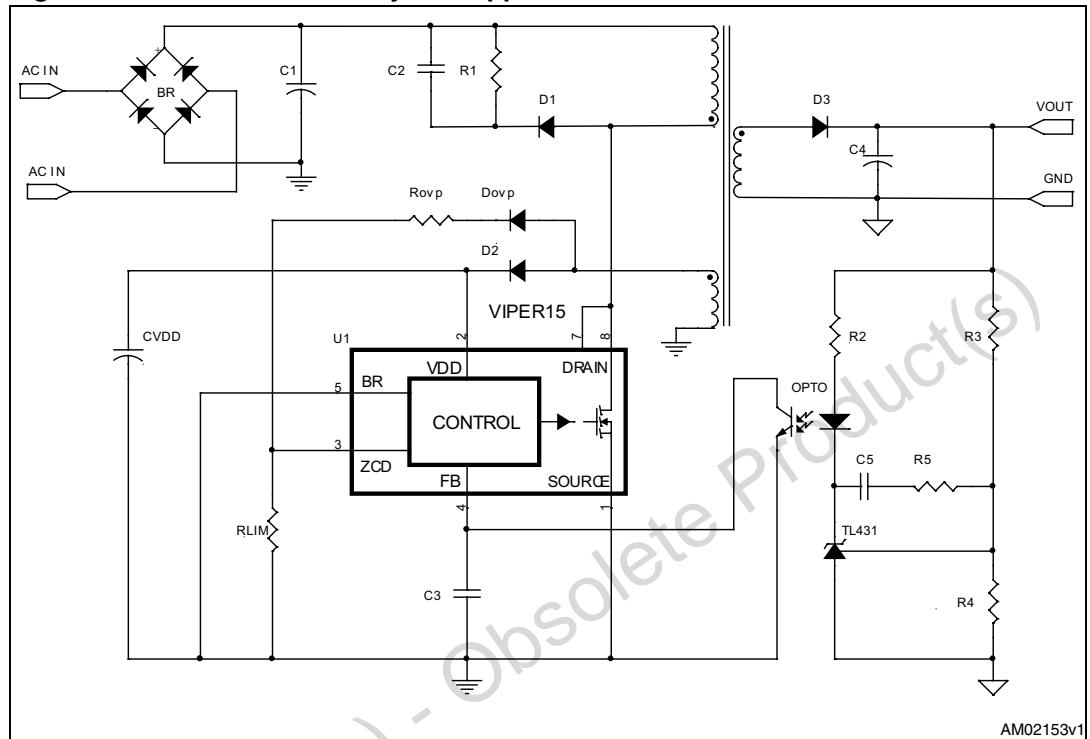 AC IN
BR
+
-
AC IN
C1
C2
R1
D1
D3
VOUT
C4
GND
Rovp
Dovp
D2
VIPER15
CVDD
U1
2
7
8
VDD
DRAIN
5
BR
CONTROL
3
ZCD
FB
SOURCE
4
1
RLIM
C3
OPTO
R2
R3
C5
R5
TL431
R4
) - Obsolete Product(s)
AM02153v1